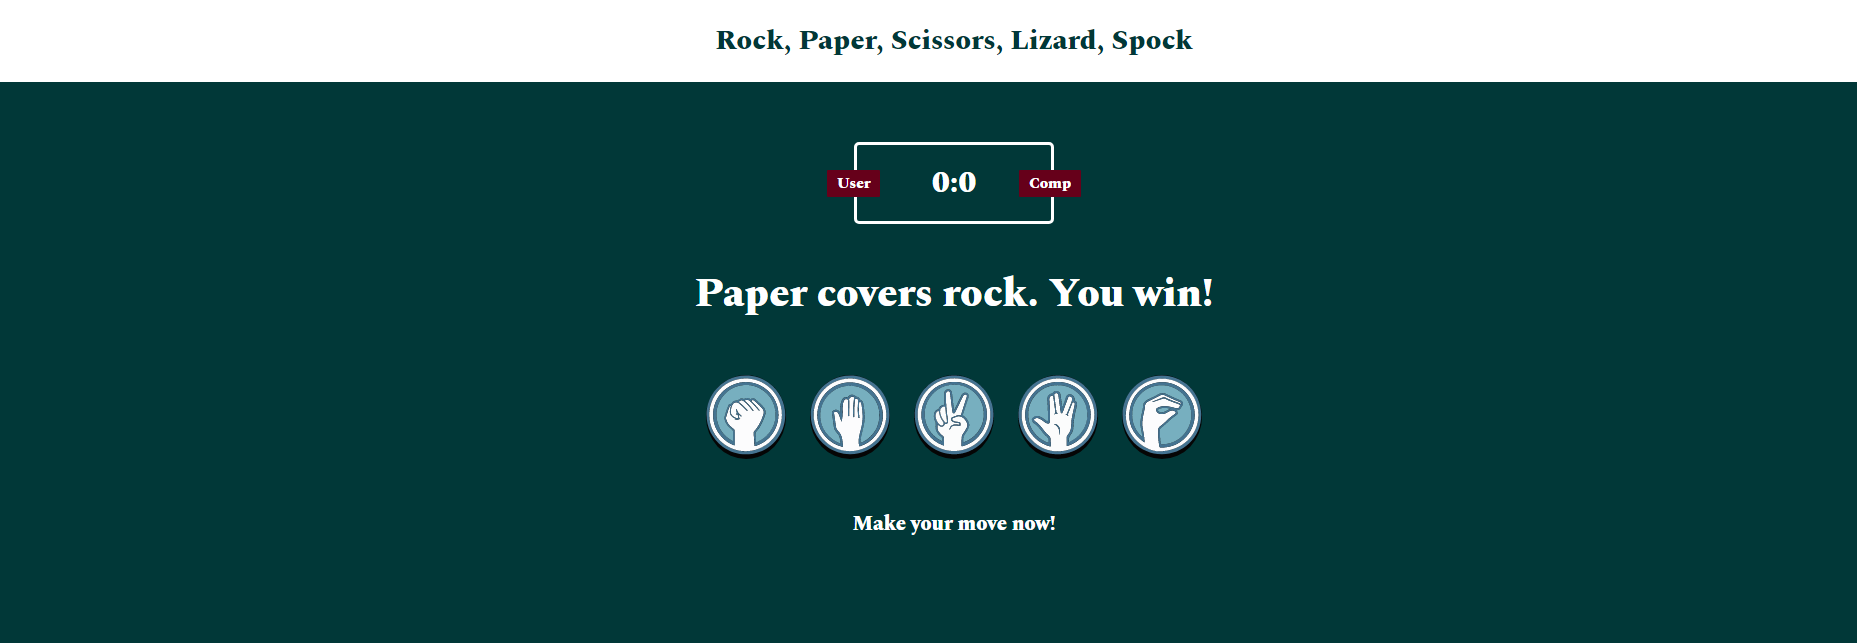 Rock, Paper, Scissors, Lizard, Spock
User
0:0
Comp
Paper covers rock. You win!
Make your move now!